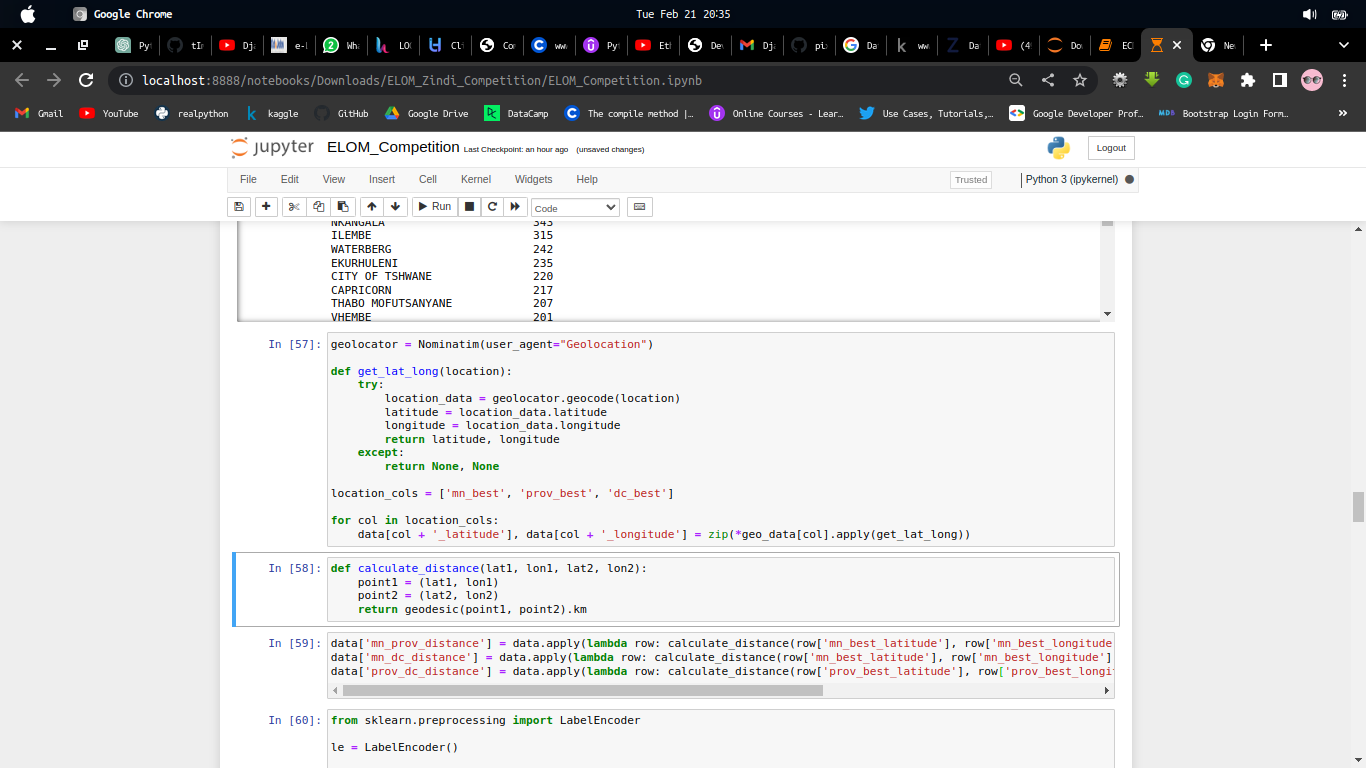 Google Chrome
Tue Feb 21 20:35
Py
tI
Dj
e-
Wh
LO
Cl
Co
ww
Py
Et
De
Dj
pi
Da
ww
Da
(4
Do
EC
Ne
localhost:8888/notebooks/Downloads/ELOM_Zindi_Competition/ELOM_Competition.ipynb
Gmail
YouTube
realpython
kaggle
GitHub
Google Drive
DataCamp
The compile method |…
Online Courses - Lear…
Use Cases, Tutorials,…
Google Developer Prof…
Bootstrap Login Form…
jupyter
ELOM_Competition Last Checkpoint: an hour ago (unsaved changes)
Logout
File Edit View Insert Cell Kernel Widgets Help
Trusted
Python 3 (ipykernel)
Run
Code
NKANGALA 343
ILEMBE 315
WATERBERG 242
EKURHULENI 235
CITY OF TSHWANE 220
CAPRICORN 217
THABO MOFUTSANYANE 207
VHEMBE 201
In [57]: geolocator = Nominatim(user_agent="Geolocation")
def get_lat_long(location):
try:
location_data = geolocator.geocode(location)
latitude = location_data.latitude
longitude = location_data.longitude
return latitude, longitude
except:
return None, None
location_cols = ['mn_best', 'prov_best', 'dc_best']
for col in location_cols:
data[col + '_latitude'], data[col + '_longitude'] = zip(*geo_data[col].apply(get_lat_long))
In [58]: def calculate_distance(lat1, lon1, lat2, lon2):
point1 = (lat1, lon1)
point2 = (lat2, lon2)
return geodesic(point1, point2).km
In [59]: data['mn_prov_distance'] = data.apply(lambda row: calculate_distance(row['mn_best_latitude'], row['mn_best_longitude
data['mn_dc_distance'] = data.apply(lambda row: calculate_distance(row['mn_best_latitude'], row['mn_best_longitude']
data['prov_dc_distance'] = data.apply(lambda row: calculate_distance(row['prov_best_latitude'], row['prov_best_longi
In [60]: from sklearn.preprocessing import LabelEncoder
le = LabelEncoder()